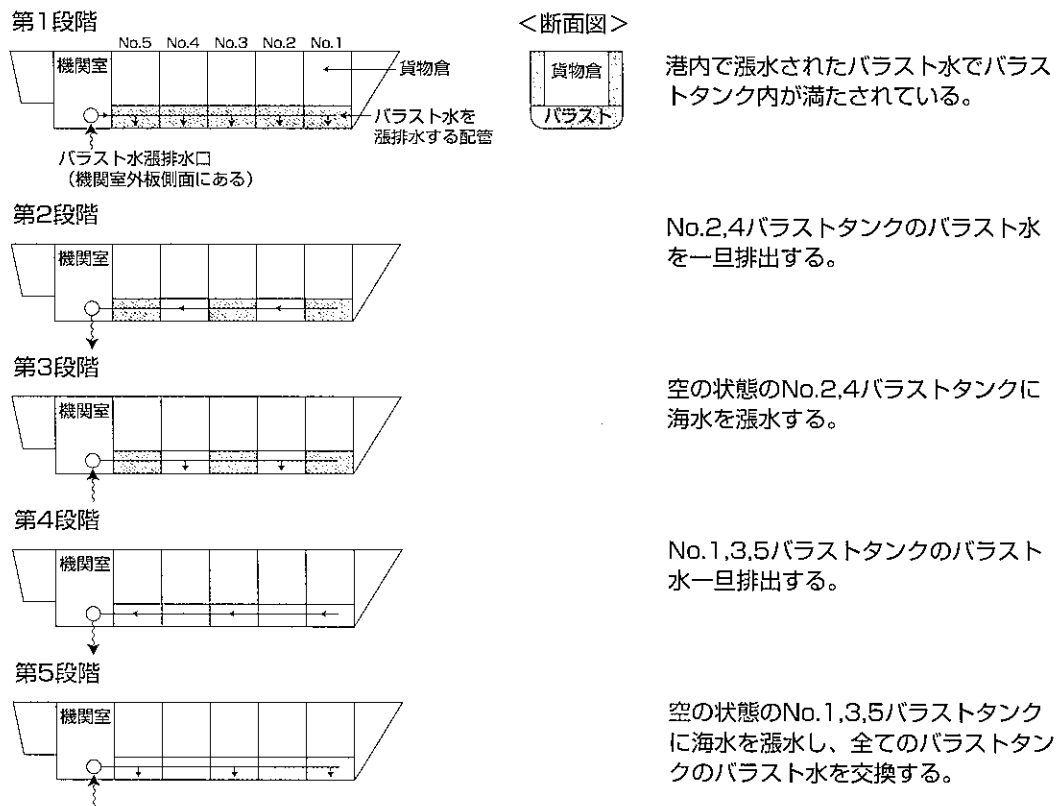 第1段階
No.5 No.4 No.3 No.2 No.1
機関室
貨物倉
バラスト水を
漲排水する配管
バラスト水漲排水口
(機関室外板側面にある)
<断面図>
貨物倉
バラスト
港内で漲水されたバラスト水でバラス
トタンク内が満たされている。
第2段階
機関室
No.2,4バラストタンクのバラスト水
を一旦排出する。
第3段階
機関室
空の状態のNo.2,4バラストタンクに
海水を漲水する。
第4段階
機関室
No.1,3,5バラストタンクのバラスト
水一旦排出する。
第5段階
機関室
空の状態のNo.1,3,5バラストタンク
に海水を漲水し、全てのバラストタン
クのバラスト水を交換する。